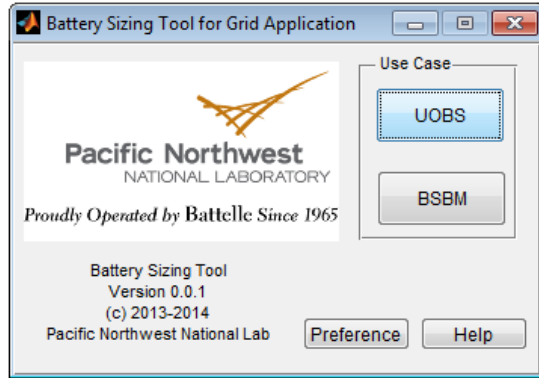 Battery Sizing Tool for Grid Application
Use Case
UOBS
Pacific Northwest
NATIONAL LABORATORY
BSBM
Proudly Operated by Battelle Since 1965
Battery Sizing Tool
Version 0.0.1
(c) 2013-2014
Pacific Northwest National Lab
Preference
Help